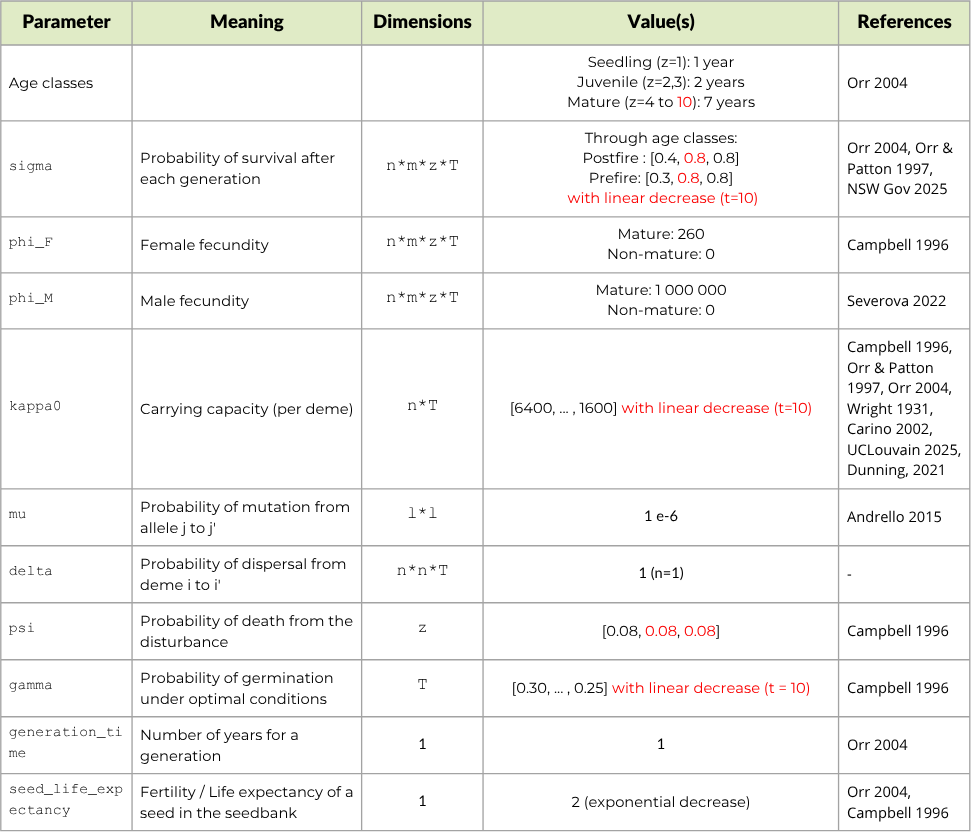 Parameter Meaning Dimensions Value(s) References
Age classes
Seedling (z=1): 1 year
Juvenile (z=2,3): 2 years
Mature (z=4 to 10): 7 years
Orr 2004
sigma
Probability of survival after
each generation
n*m*z*T
Through age classes:
Postfire : [0.4, 0.8, 0.8]
Prefire: [0.3, 0.8, 0.8]
with linear decrease (t=10)
Orr 2004, Orr &
Patton 1997,
NSW Gov 2025
phi_F
Female fecundity
n*m*z*T
Mature: 260
Non-mature: 0
Campbell 1996
phi_M
Male fecundity
n*m*z*T
Mature: 1 000 000
Non-mature: 0
Severova 2022
kappa0
Carrying capacity (per deme)
n*T
[6400, ... , 1600] with linear decrease (t=10)
Campbell 1996,
Orr & Patton
1997, Orr 2004,
Wright 1931,
Carino 2002,
UCLouvain 2025,
Dunning, 2021
mu
Probability of mutation from
allele j to j'
l*l
1 e-6
Andrello 2015
delta
Probability of dispersal from
deme i to i'
n*n*T
1 (n=1)
-
psi
Probability of death from the
disturbance
z
[0.08, 0.08, 0.08]
Campbell 1996
gamma
Probability of germination
under optimal conditions
T
[0.30, ... , 0.25] with linear decrease (t = 10)
Campbell 1996
generation_ti
me
Number of years for a
generation
1
1
Orr 2004
seed_life_exp
ectancy
Fertility / Life expectancy of a
seed in the seedbank
1
2 (exponential decrease)
Orr 2004,
Campbell 1996